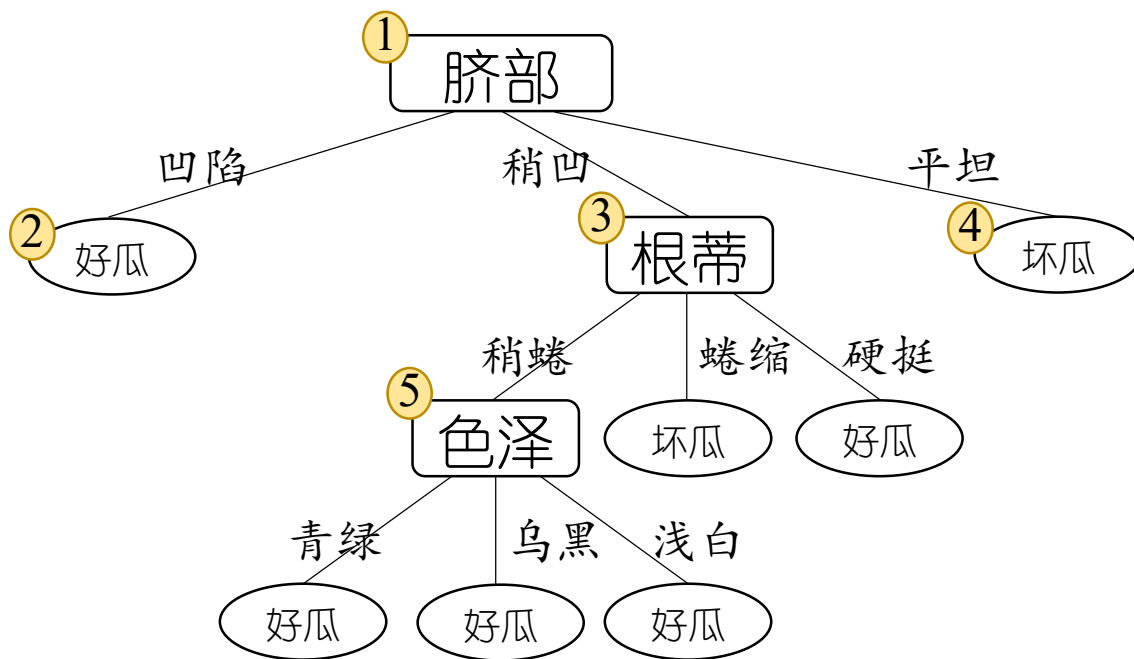 1
脐部
凹陷
稍凹
平坦
2
好瓜
3
根蒂
4
坏瓜
稍蜷
蜷缩
硬挺
5
色泽
坏瓜
好瓜
青绿
乌黑
浅白
好瓜
好瓜
好瓜